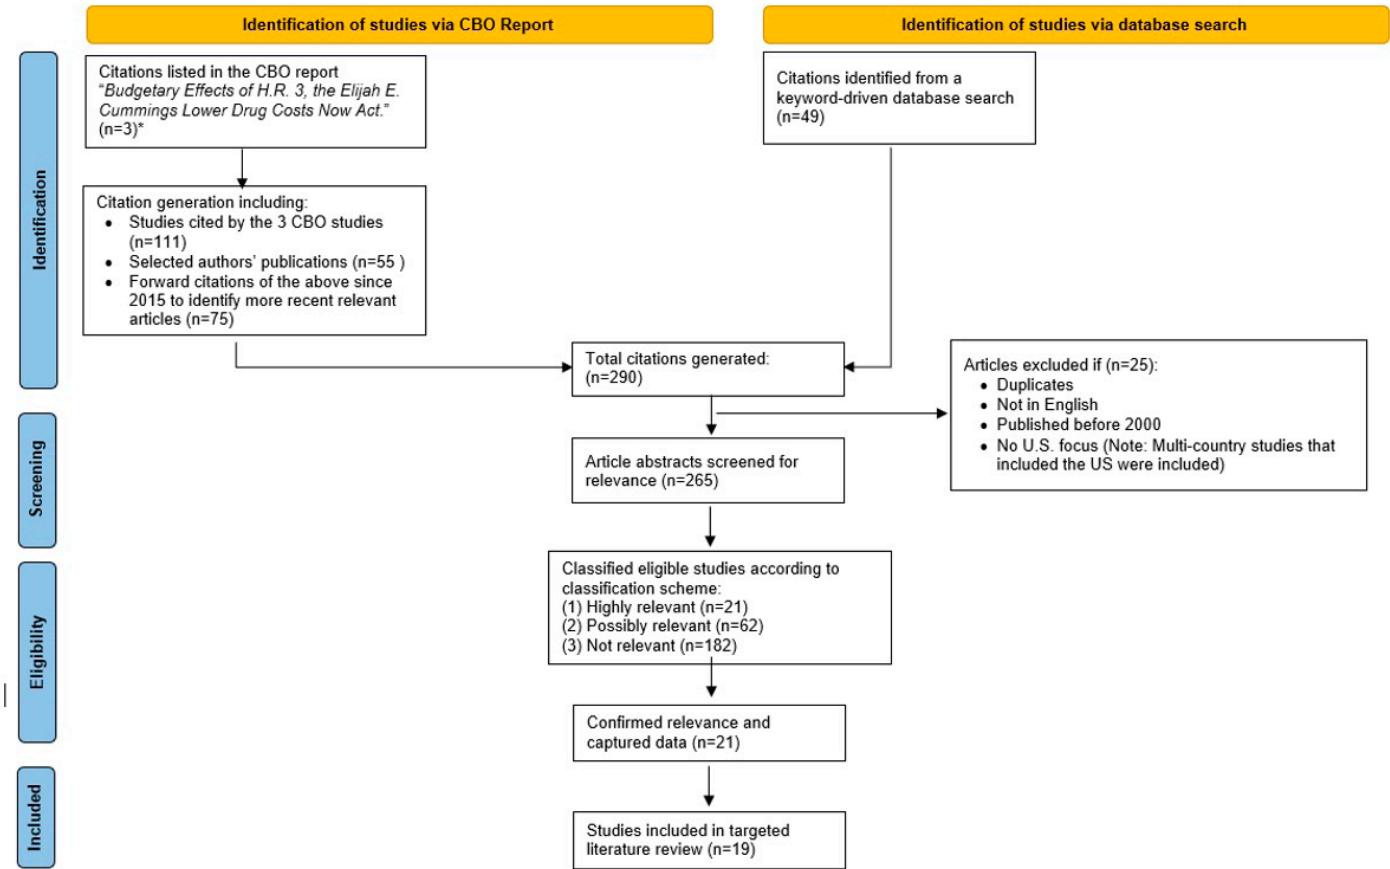 Identification of studies via CBO Report
Identification of studies via database search
Identification
Citations listed in the CBO report
“Budgetary Effects of H.R. 3, the Elijah E.
Cummings Lower Drug Costs Now Act.”
(n=3)*
Citations identified from a
keyword-driven database search
(n=49)
Citation generation including:
• Studies cited by the 3 CBO studies
(n=111)
• Selected authors’ publications (n=55 )
• Forward citations of the above since
2015 to identify more recent relevant
articles (n=75)
Total citations generated:
(n=290)
Articles excluded if (n=25):
• Duplicates
• Not in English
• Published before 2000
• No U.S. focus (Note: Multi-country studies that
included the US were included)
Screening
Article abstracts screened for
relevance (n=265)
Eligibility
Classified eligible studies according to
classification scheme:
(1) Highly relevant (n=21)
(2) Possibly relevant (n=62)
(3) Not relevant (n=182)
Confirmed relevance and
captured data (n=21)
Included
Studies included in targeted
literature review (n=19)